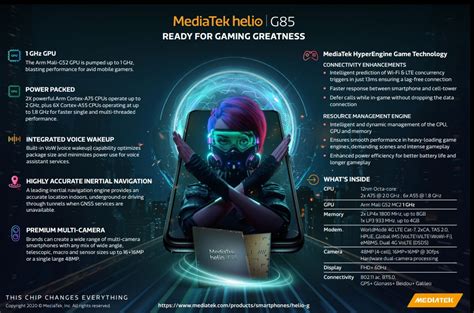 MediaTek helio | G85
READY FOR GAMING GREATNESS
1 GHz GPU
The Arm Mali-G52 GPU is pumped up to 1 GHz,
blasting performance for avid mobile gamers.
POWER PACKED
2X powerful Arm Cortex-A75 CPUs operate up to
2 GHz, plus 6X Cortex-A55 CPUs operating at up
to 1.8 GHz for faster single and multi-threaded
performance.
INTEGRATED VOICE WAKEUP
Built-in VoW (voice wakeup) capability optimizes
package size and minimizes power use for voice
assistant services.
HIGHLY ACCURATE INERTIAL NAVIGATION
A leading inertial navigation engine provides an
accurate location indoors, underground or driving
through tunnels when GNSS services are
unavailable.
PREMIUM MULTI-CAMERA
Brands can create a wide range of multi-camera
smartphones with any mix of wide angle,
telescopic, macro and sensor sizes up to 16+16MP
or a single large 48MP.
MediaTek
helio G85
MediaTek HyperEngine Game Technology
CONNECTIVITY ENHANCEMENTS
• Intelligent prediction of Wi-Fi & LTE concurrency
triggers in just 13ms with enhanced gains
• Faster response between smartphone and cell-tower
• Defer calls while in-game without dropping the data
connection
RESOURCE MANAGEMENT ENGINE
• Intelligent and dynamic management of the CPU,
GPU and memory
• Ensures smooth performance in heavy-loading game
engines, demanding scenes and intense gameplay
• Enhanced power efficiency for better battery life and
longer gameplay
WHAT'S INSIDE
CPU 12nm Octa-core
2x A75 @ 2.0GHz, 6x A55 @ 1.8 GHz
GPU Arm Mali G52 MC2 1 GHz
Memory 2x LP4x 1800 MHz, up to 8GB
1x LP3 933 MHz, up to 4GB
Modem WorldMode 4G LTE Cat-7, 2xCA, TAS 2.0,
HPUE, Global IMS (VoLTE\ViLTE\WoWi-Fi),
eMBMS, Dual 4G VoLTE (DSDS)
Camera 48MP (4-cell), 16MP+16MP @ 30fps
Hardware dual-camera processing
Display FHD+ 60Hz
Connectivity 802.11 ac, BT5.0,
GPS+ Glonass+ Beidou+ Galileo
THIS CHIP CHANGES EVERYTHING
Copyright 2020 © MediaTek, Inc. All rights reserved.
https://www.mediatek.com/products/smartphones/helio-g
MEDIATEK